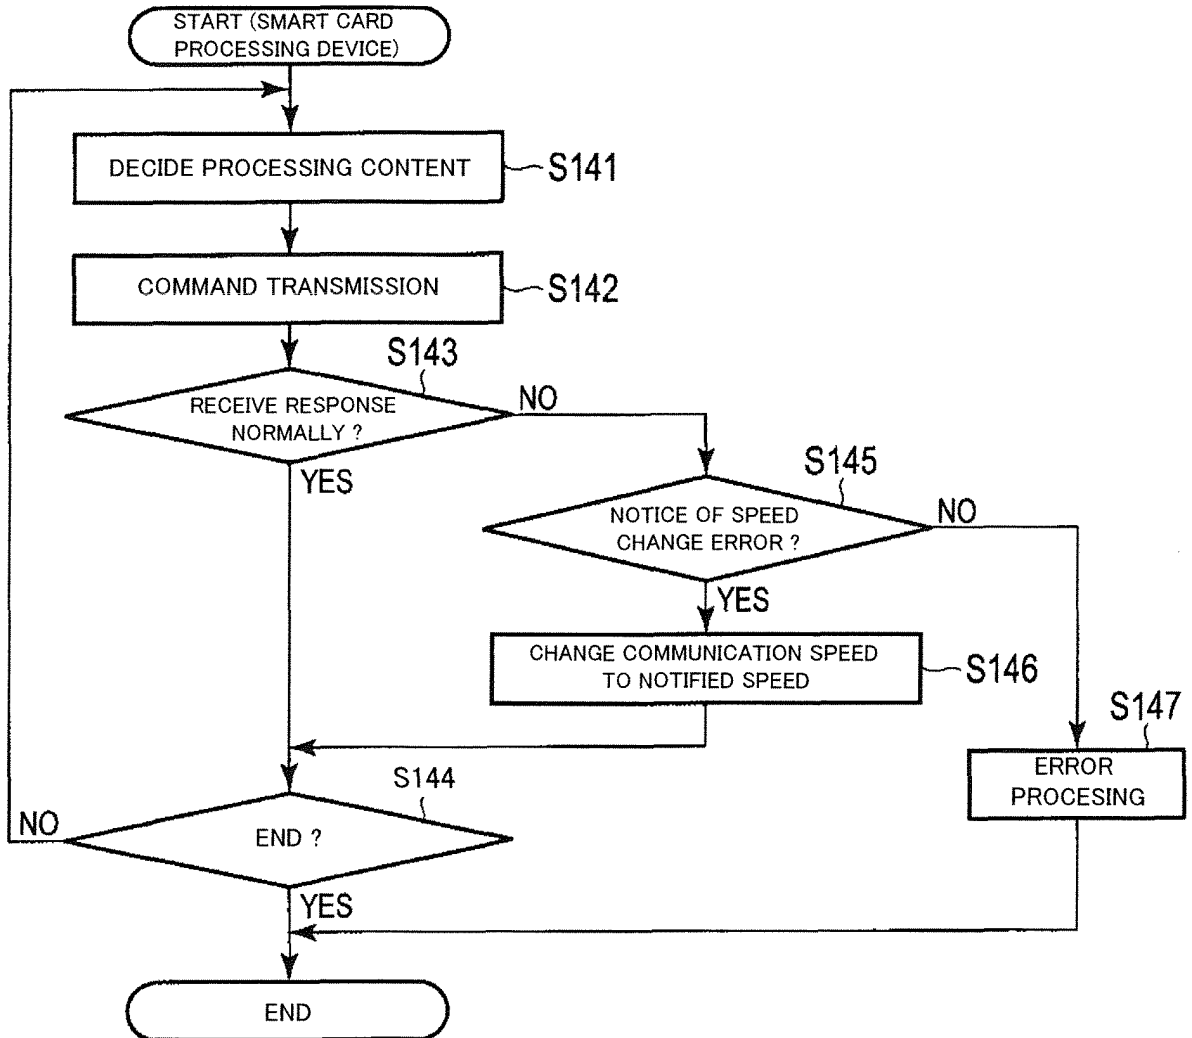 START (SMART CARD
PROCESSING DEVICE)
DECIDE PROCESSING CONTENT
S141
COMMAND TRANSMISSION
S142
S143
RECEIVE RESPONSE
NORMALLY ?
NO
YES
S145
NOTICE OF SPEED
CHANGE ERROR ?
NO
YES
CHANGE COMMUNICATION SPEED
TO NOTIFIED SPEED
S146
S147
ERROR
PROCESING
S144
END ?
NO
YES
END